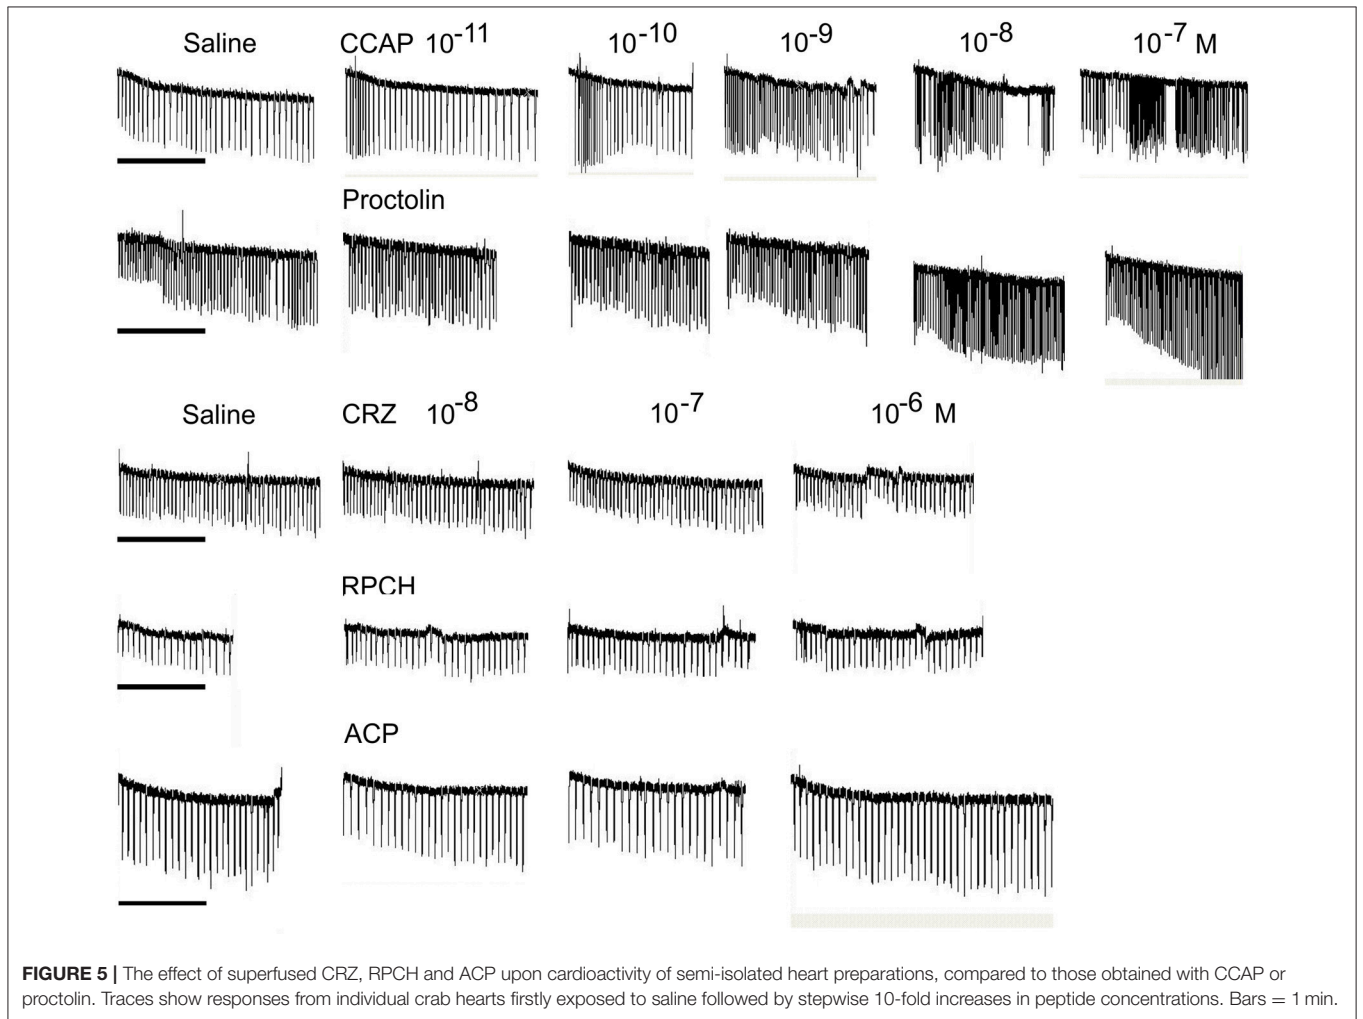 Saline CCAP 10-11 10-10 10-9 10-8 10-7 M
Proctolin
Saline CRZ 10-8 10-7 10-6 M
RPCH
ACP
FIGURE 5 | The effect of superfused CRZ, RPCH and ACP upon cardioactivity of semi-isolated heart preparations, compared to those obtained with CCAP or
proctolin. Traces show responses from individual crab hearts firstly exposed to saline followed by stepwise 10-fold increases in peptide concentrations. Bars = 1 min.